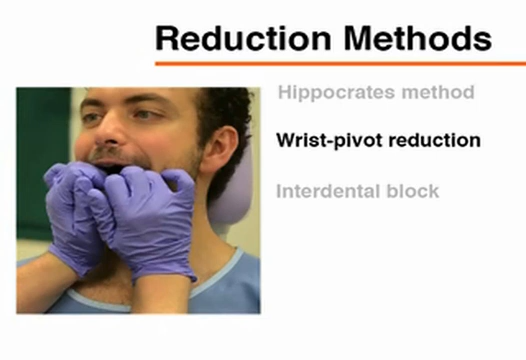 Reduction Methods
Hippocrates method
Wrist-pivot reduction
Interdental block